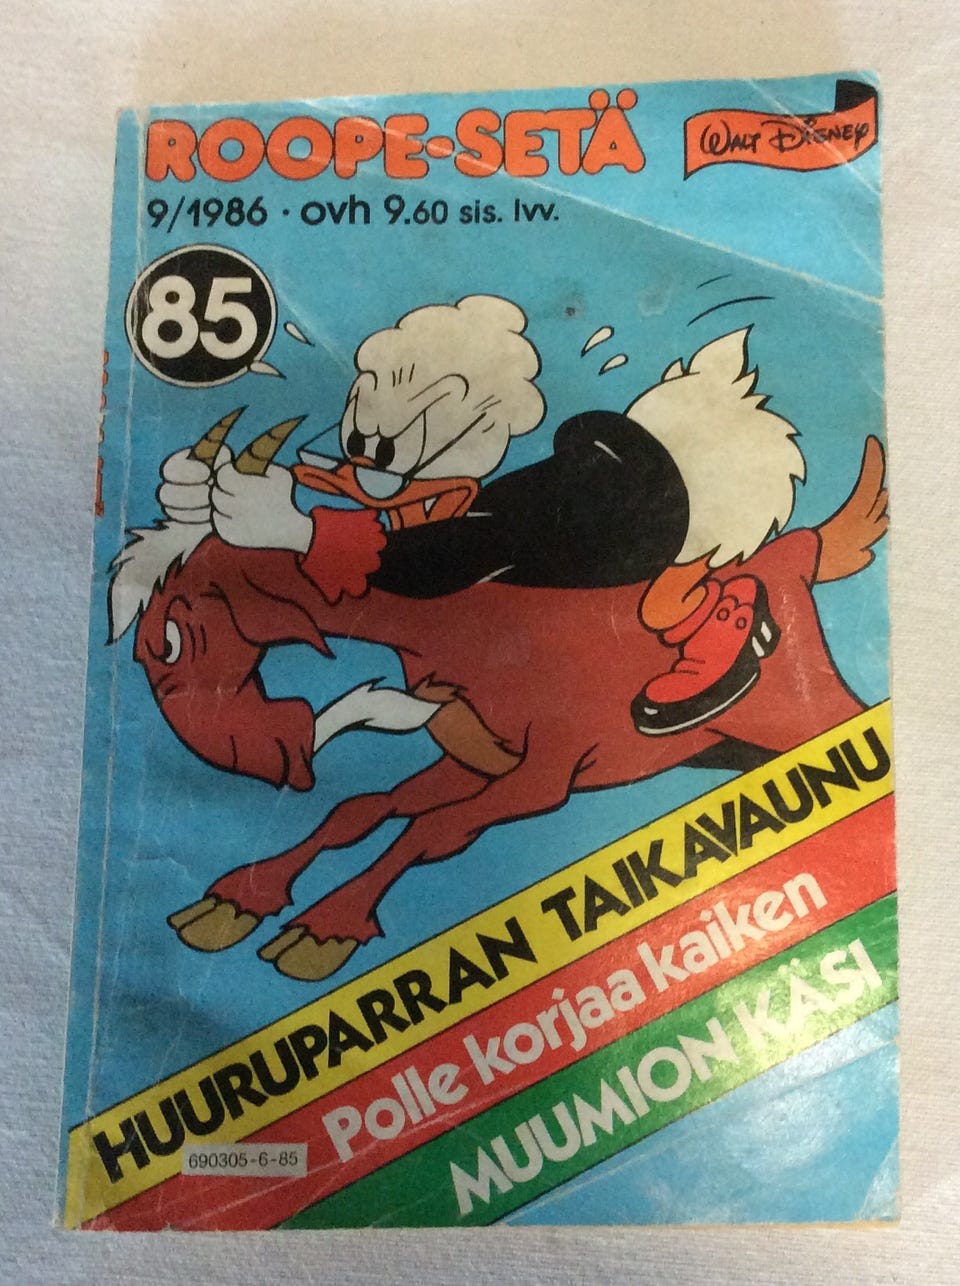 ROOPE-SETÄ
WALT DISNEY
9/1986 · ovh 9.60 sis. lvv.
85
HUURUPARRAN TAIKAVAUNU
Polle korjaa kaiken
MUUMION KÄSI
690305-6-85